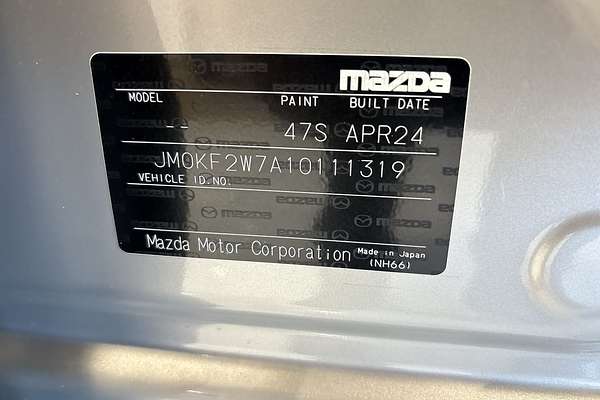 mazda
MODEL PAINT BUILT DATE
-- 47S APR24
JM0KF2W7A10111319
VEHICLE ID.NO.
Mazda Motor Corporation Made in Japan
(NH66)